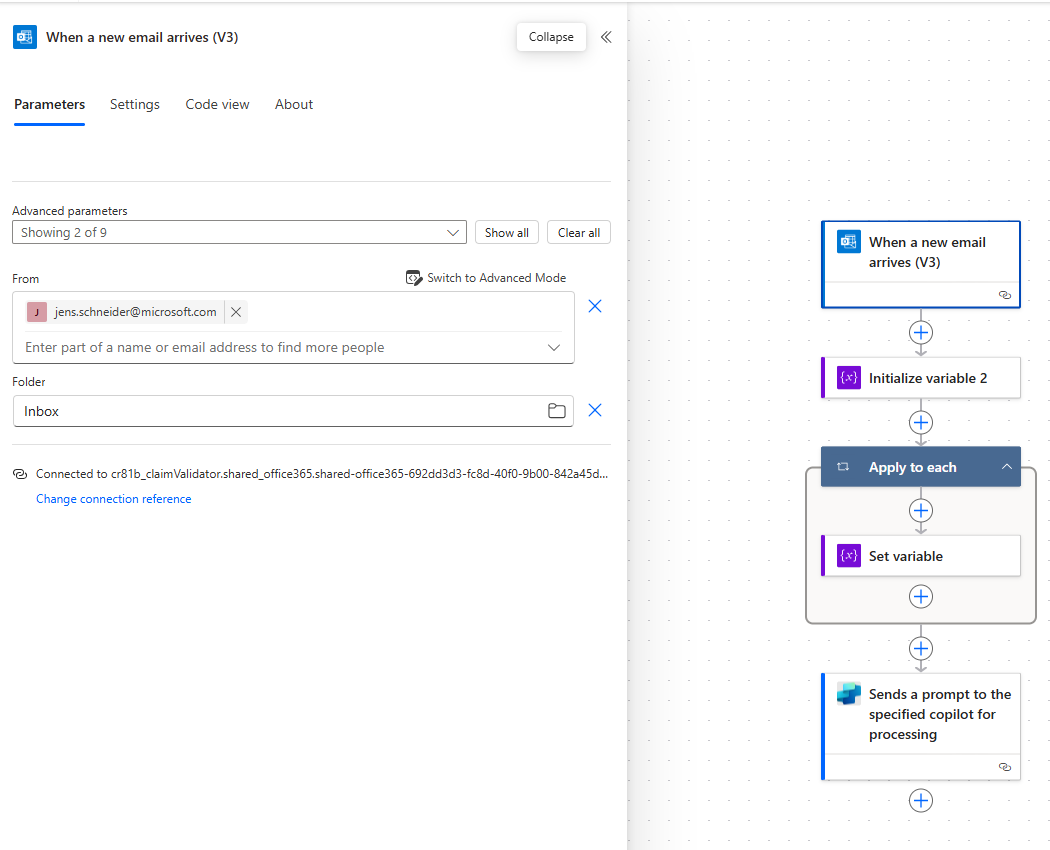 When a new email arrives (V3)
Collapse
Parameters Settings Code view About
Advanced parameters
Showing 2 of 9
Show all
Clear all
From
Switch to Advanced Mode
J jens.schneider@microsoft.com
Enter part of a name or email address to find more people
Folder
Inbox
Connected to cr81b_claimValidator.shared_office365.shared-office365-692dd3d3-fc8d-40f0-9b00-842a45d...
Change connection reference
When a new email
arrives (V3)
{x} Initialize variable 2
Apply to each
{x} Set variable
Sends a prompt to the
specified copilot for
processing